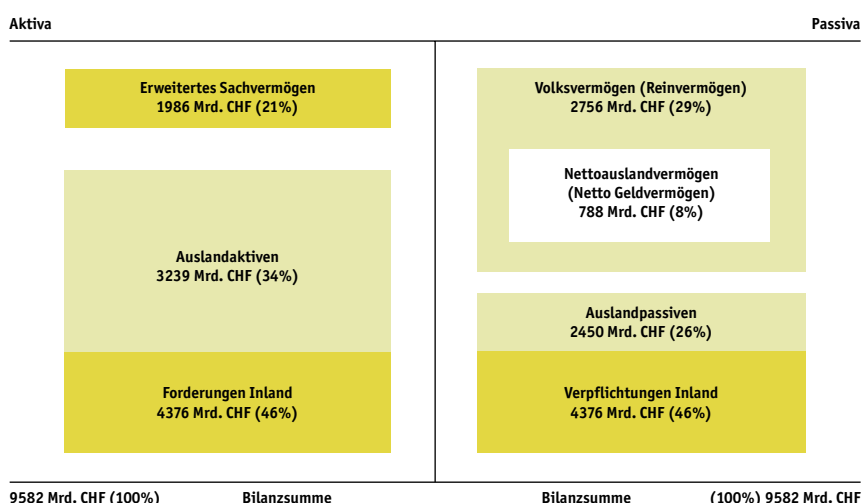 Aktiva
Passiva
Erweitertes Sachvermögen
1986 Mrd. CHF (21%)
Auslandaktiven
3239 Mrd. CHF (34%)
Forderungen Inland
4376 Mrd. CHF (46%)
Volksvermögen (Reinvermögen)
2756 Mrd. CHF (29%)
Nettoauslandvermögen
(Netto Geldvermögen)
788 Mrd. CHF (8%)
Auslandpassiven
2450 Mrd. CHF (26%)
Verpflichtungen Inland
4376 Mrd. CHF (46%)
9582 Mrd. CHF (100%) Bilanzsumme
Bilanzsumme (100%) 9582 Mrd. CHF